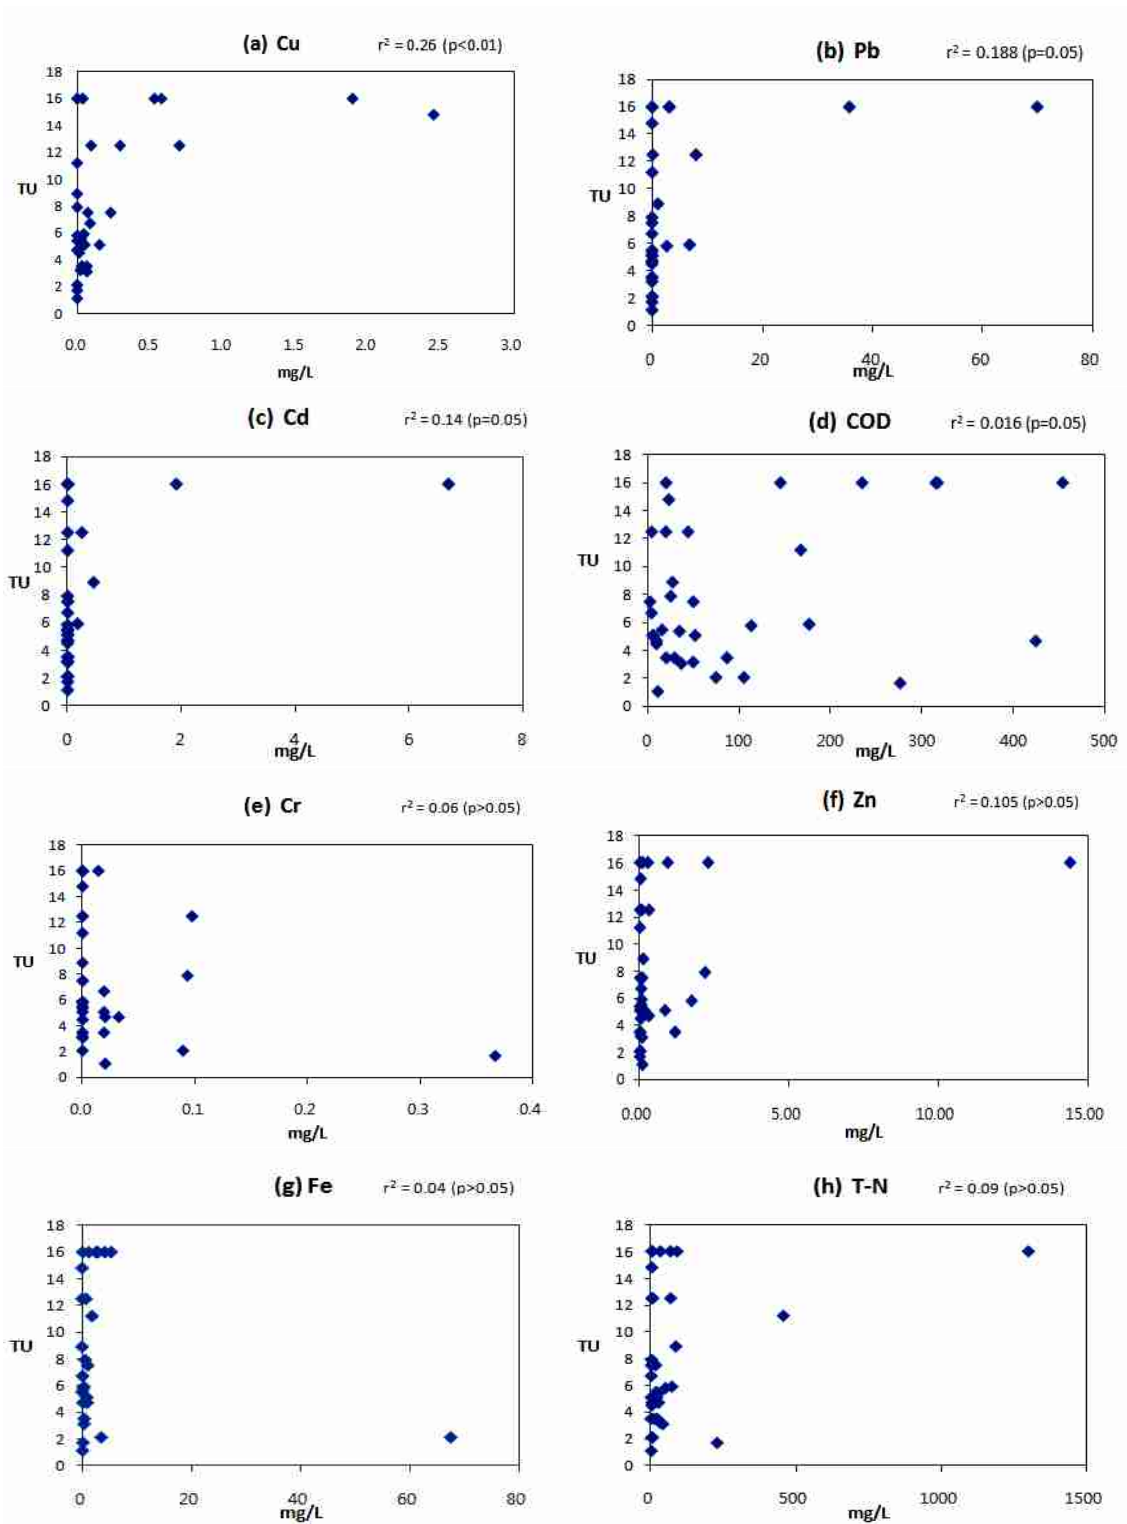 (a) Cu r² = 0.26 (p<0.01)
18
16
14
12
10
TU
8
6
4
2
0
0.0 0.5 1.0 1.5 2.0 2.5 3.0
mg/L
(b) Pb r² = 0.188 (p=0.05)
18
16
14
12
10
TU
8
6
4
2
0
0 20 40 60 80
mg/L
(c) Cd r² = 0.14 (p=0.05)
18
16
14
12
10
TU
8
6
4
2
0
0 2 4 6 8
mg/L
(d) COD r² = 0.016 (p=0.05)
18
16
14
12
TU
10
8
6
4
2
0
0 100 200 300 400 500
mg/L
(e) Cr r² = 0.06 (p>0.05)
18
16
14
12
10
TU
8
6
4
2
0
0.0 0.1 0.2 0.3 0.4
mg/L
(f) Zn r² = 0.105 (p>0.05)
18
16
14
12
10
TU
8
6
4
2
0
0.00 5.00 10.00 15.00
mg/L
(g) Fe r² = 0.04 (p>0.05)
18
16
14
12
10
TU
8
6
4
2
0
0 20 40 60 80
mg/L
(h) T-N r² = 0.09 (p>0.05)
18
16
14
12
10
TU
8
6
4
2
0
0 500 1000 1500
mg/L